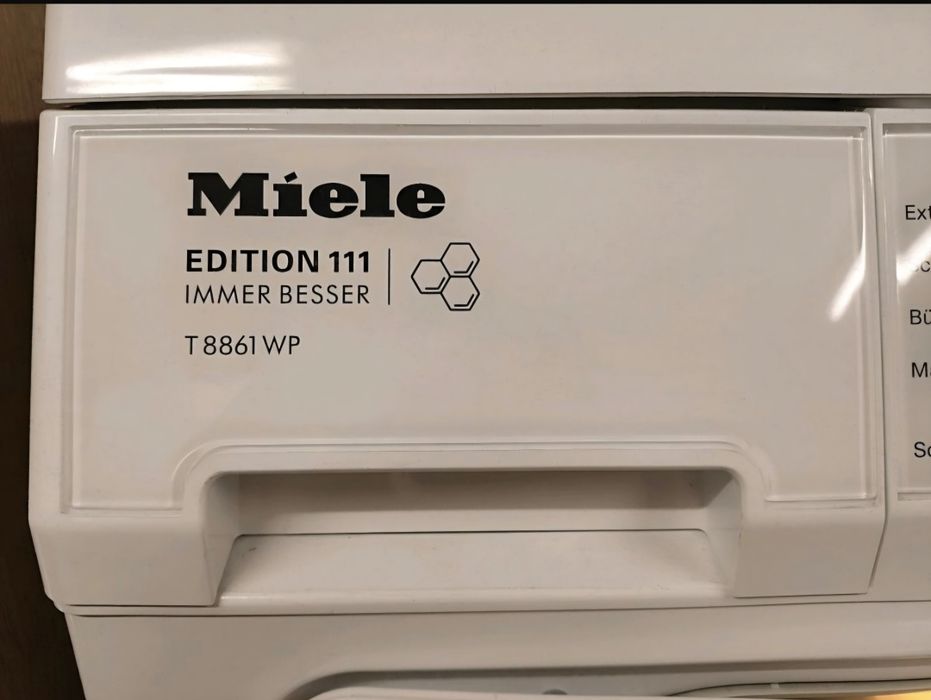 Miele
EDITION 111
IMMER BESSER
T 8861 WP